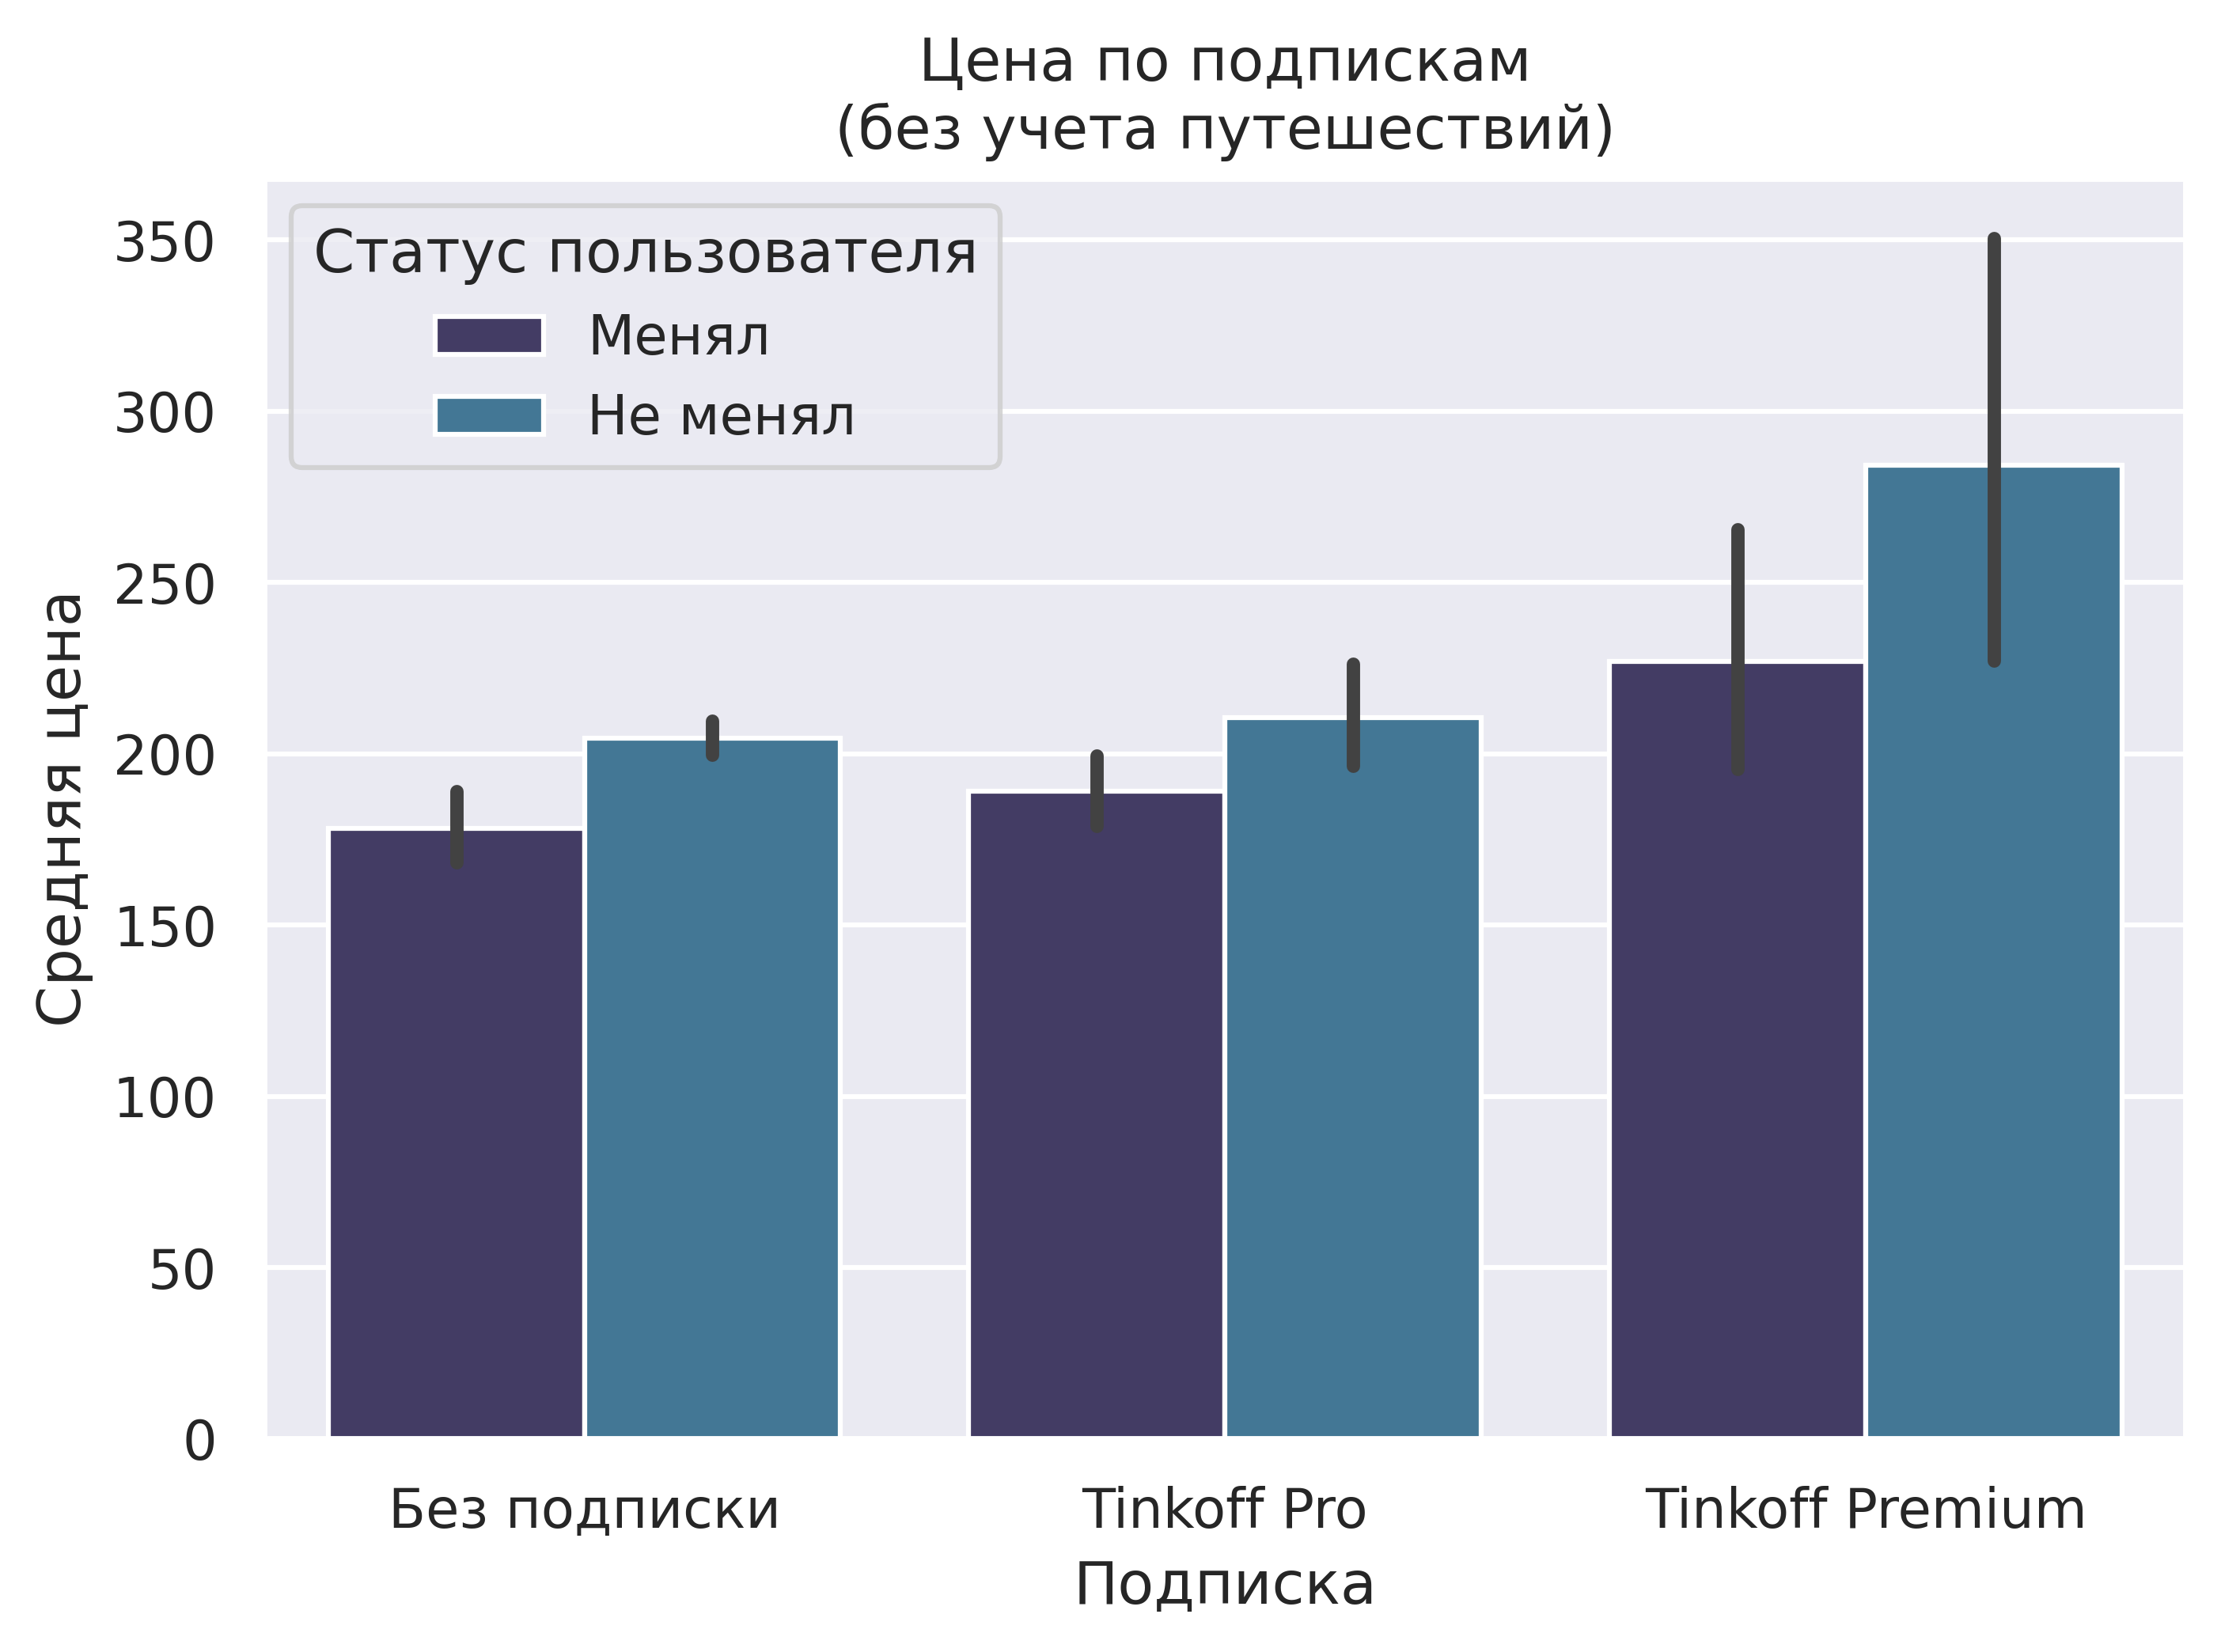 Цена по подпискам
(без учета путешествий)
Статус пользователя
Менял
Не менял
Средняя цена
350
300
250
200
150
100
50
0
Без подписки
Tinkoff Pro
Tinkoff Premium
Подписка